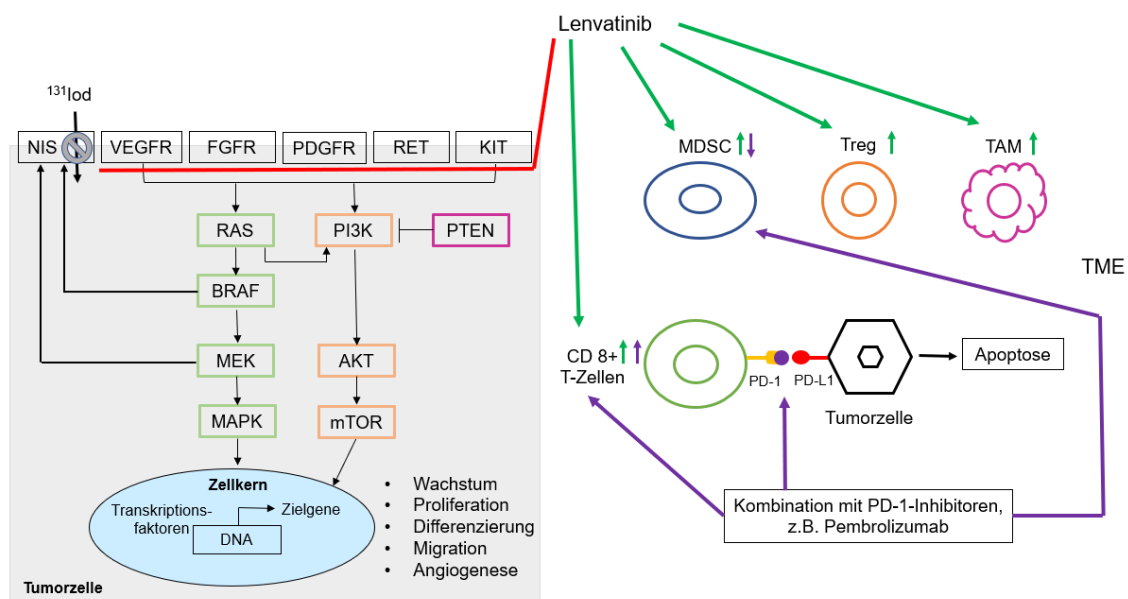 Lenvatinib
¹³¹Iod
NIS
VEGFR
FGFR
PDGFR
RET
KIT
RAS
PI3K
PTEN
BRAF
MEK
AKT
MAPK
mTOR
Zellkern
Transkriptions-
faktoren
Zielgene
DNA
• Wachstum
• Proliferation
• Differenzierung
• Migration
• Angiogenese
Tumorzelle
MDSC
Treg
TAM
TME
CD 8+
T-Zellen
PD-1
PD-L1
Apoptose
Tumorzelle
Kombination mit PD-1-Inhibitoren,
z.B. Pembrolizumab